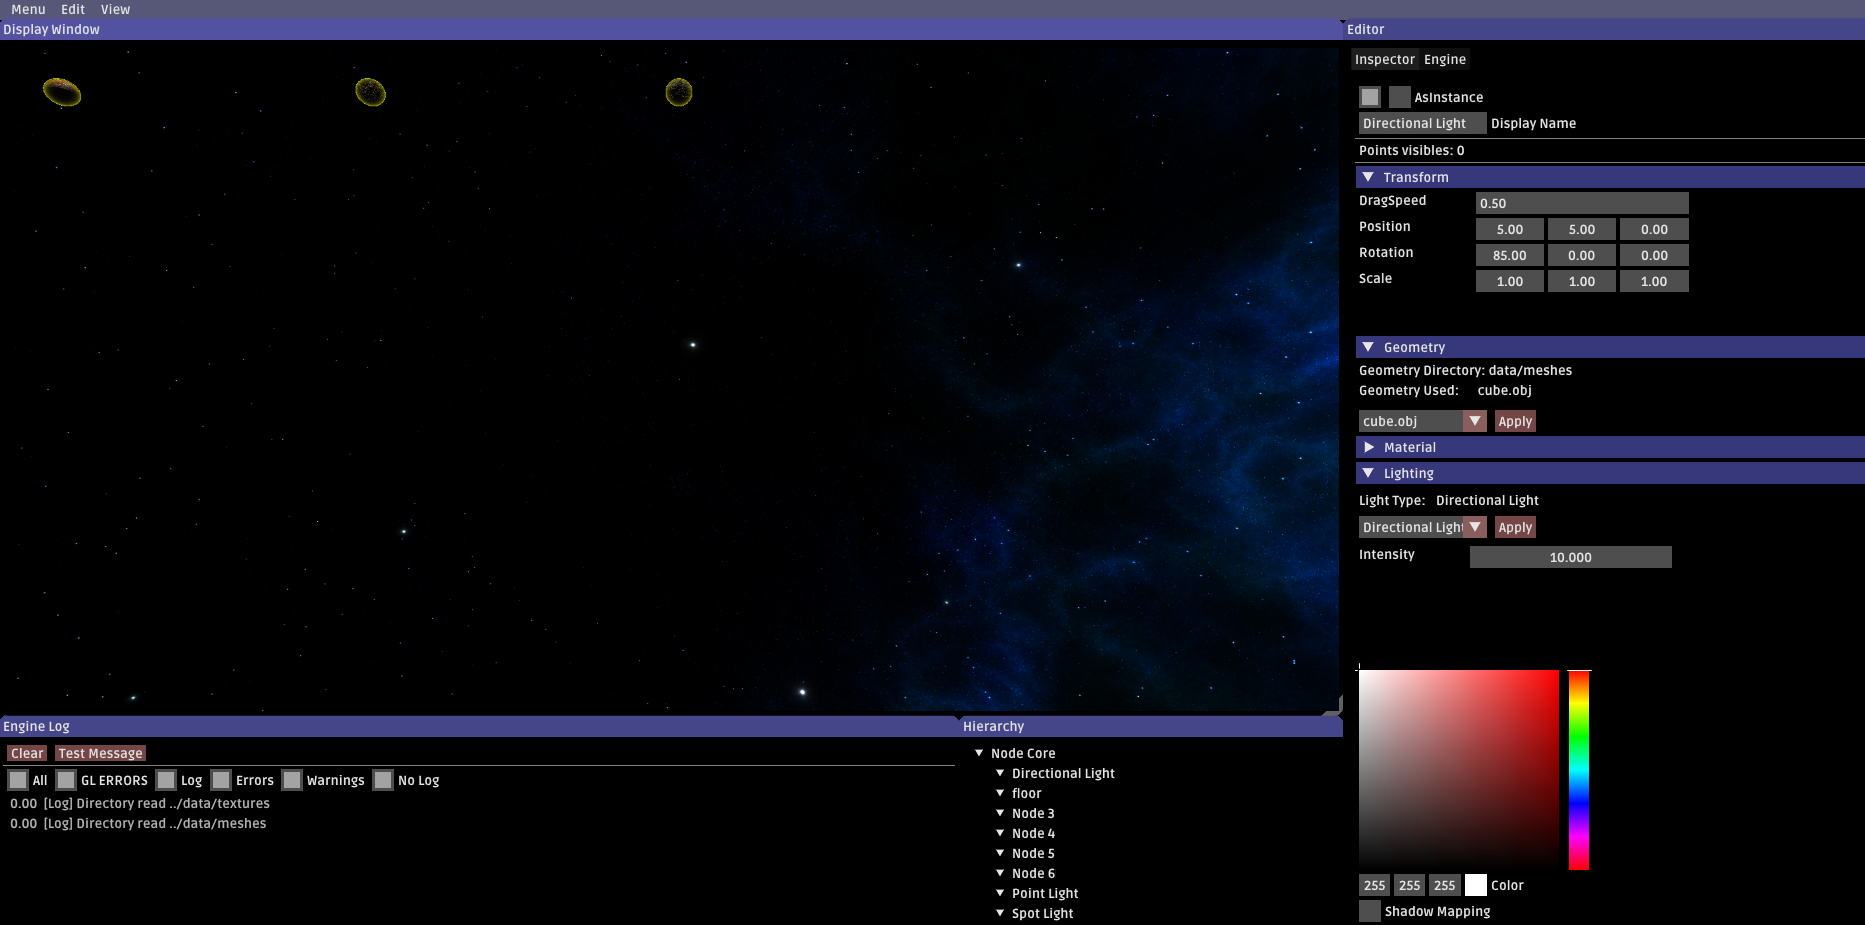 Menu Edit View
Display Window
Editor
Inspector Engine
AsInstance
Directional Light Display Name
Points visibles: 0
Transform
DragSpeed 0.50
Position 5.00 5.00 0.00
Rotation 85.00 0.00 0.00
Scale 1.00 1.00 1.00
Geometry
Geometry Directory: data/meshes
Geometry Used: cube.obj
cube.obj Apply
Material
Lighting
Light Type: Directional Light
Directional Light Apply
Intensity 10.000
255 255 255 Color
Shadow Mapping
Engine Log
Clear Test Message
All GL ERRORS Log Errors Warnings No Log
0.00 [Log] Directory read ../data/textures
0.00 [Log] Directory read ../data/meshes
Hierarchy
Node Core
Directional Light
floor
Node 3
Node 4
Node 5
Node 6
Point Light
Spot Light